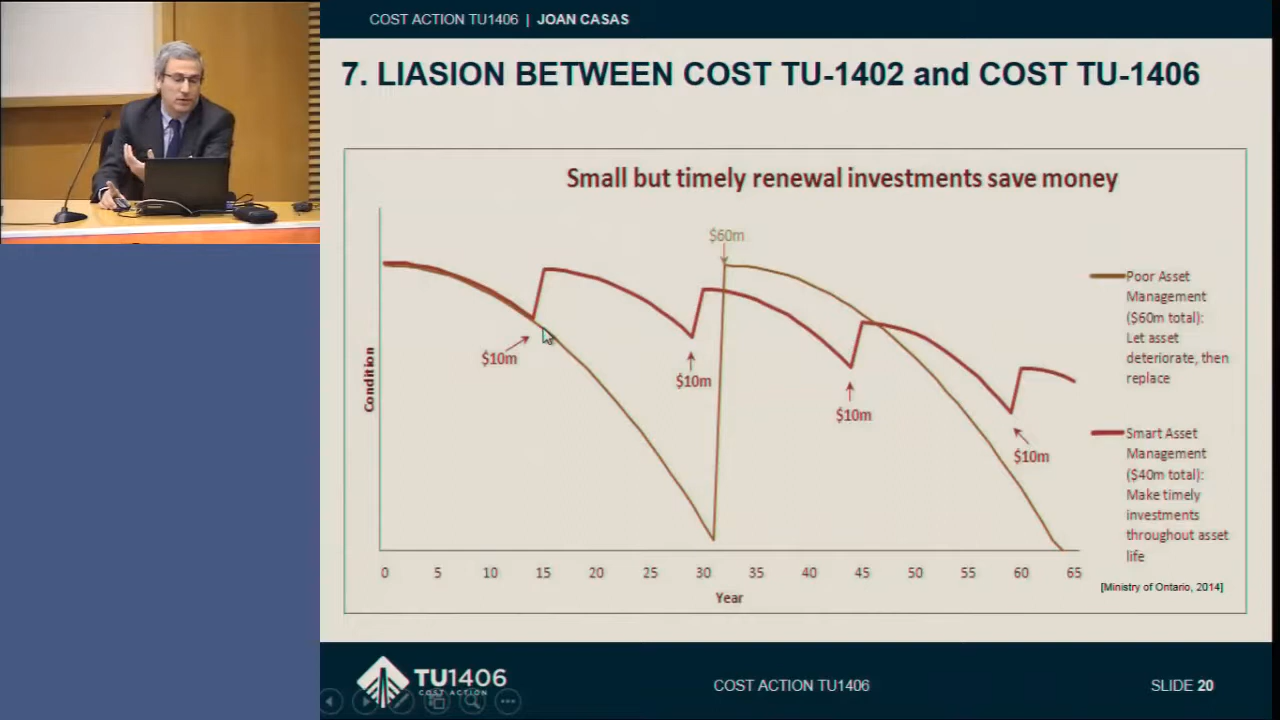 COST ACTION TU1406 | JOAN CASAS
7. LIASION BETWEEN COST TU-1402 and COST TU-1406
Small but timely renewal investments save money
$60m
$10m
$10m
$10m
$10m
Condition
0 5 10 15 20 25 30 35 40 45 50 55 60 65
Year
Poor Asset
Management
($60m total):
Let asset
deteriorate, then
replace
Smart Asset
Management
($40m total):
Make timely
investments
throughout asset
life
[Ministry of Ontario, 2014]
TU1406
COST ACTION
COST ACTION TU1406
SLIDE 20